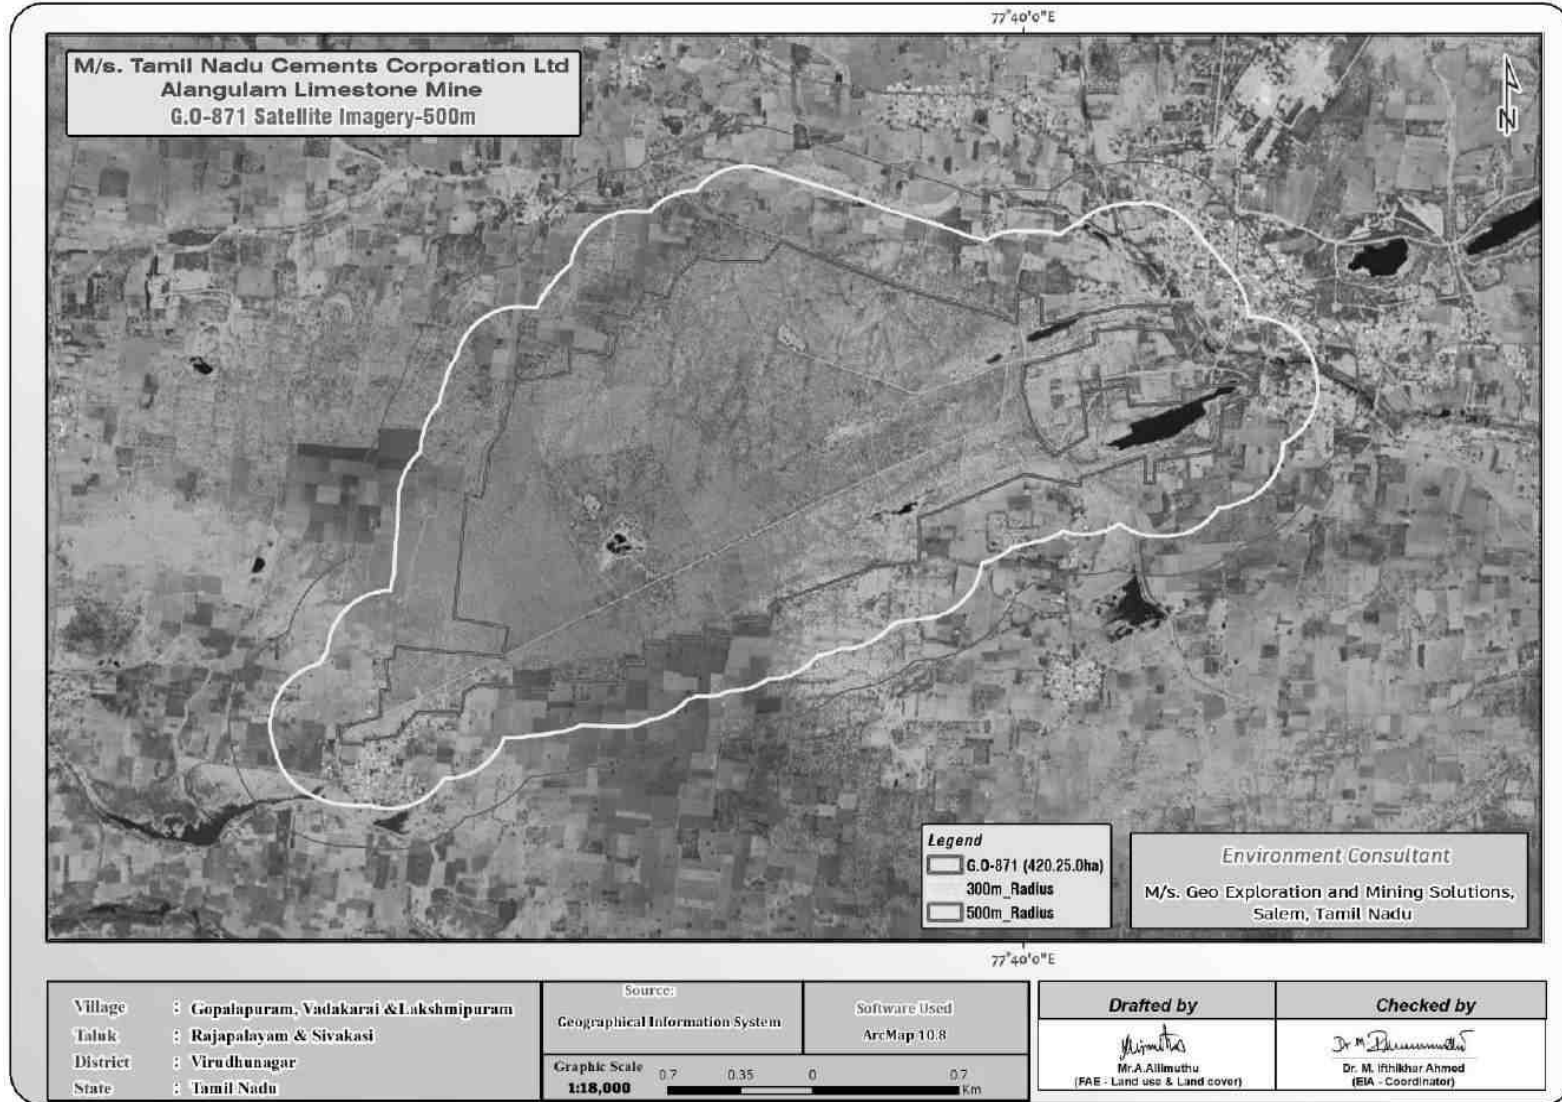 77°40'0"E
M/s. Tamil Nadu Cements Corporation Ltd
Alangulam Limestone Mine
G.O-871 Satellite Imagery-500m
N
Legend
G.O-871 (420.25.0ha)
300m_Radius
500m_Radius
Environment Consultant
M/s. Geo Exploration and Mining Solutions,
Salem, Tamil Nadu
77°40'0"E
Village : Gopalapuram, Vadakarai &Lakshmipuram
Taluk : Rajapalayam & Sivakasi
District : Virudhunagar
State : Tamil Nadu
Source:
Geographical Information System
Software Used
ArcMap 10.8
Graphic Scale
1:18,000
0.7 0.35 0 0.7
Km
Drafted by
Mr.A.Allimuthu
(FAE - Land use & Land cover)
Checked by
Dr. M. Ifthikhar Ahmed
(EIA - Coordinator)